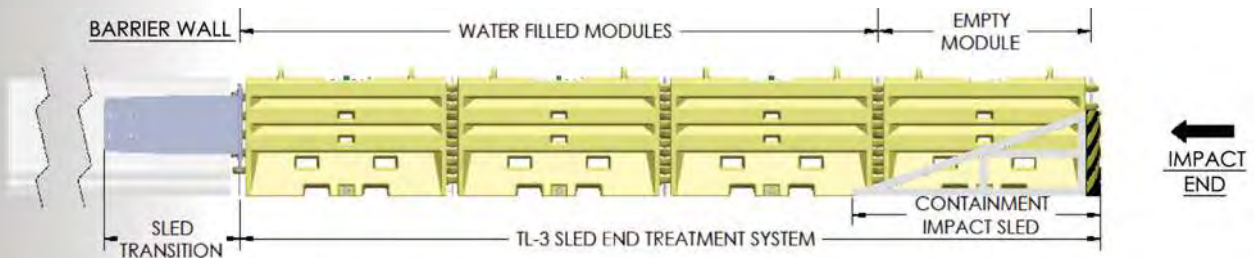 BARRIER WALL
WATER FILLED MODULES
EMPTY
MODULE
IMPACT
END
CONTAINMENT
IMPACT SLED
SLED
TRANSITION
TL-3 SLED END TREATMENT SYSTEM